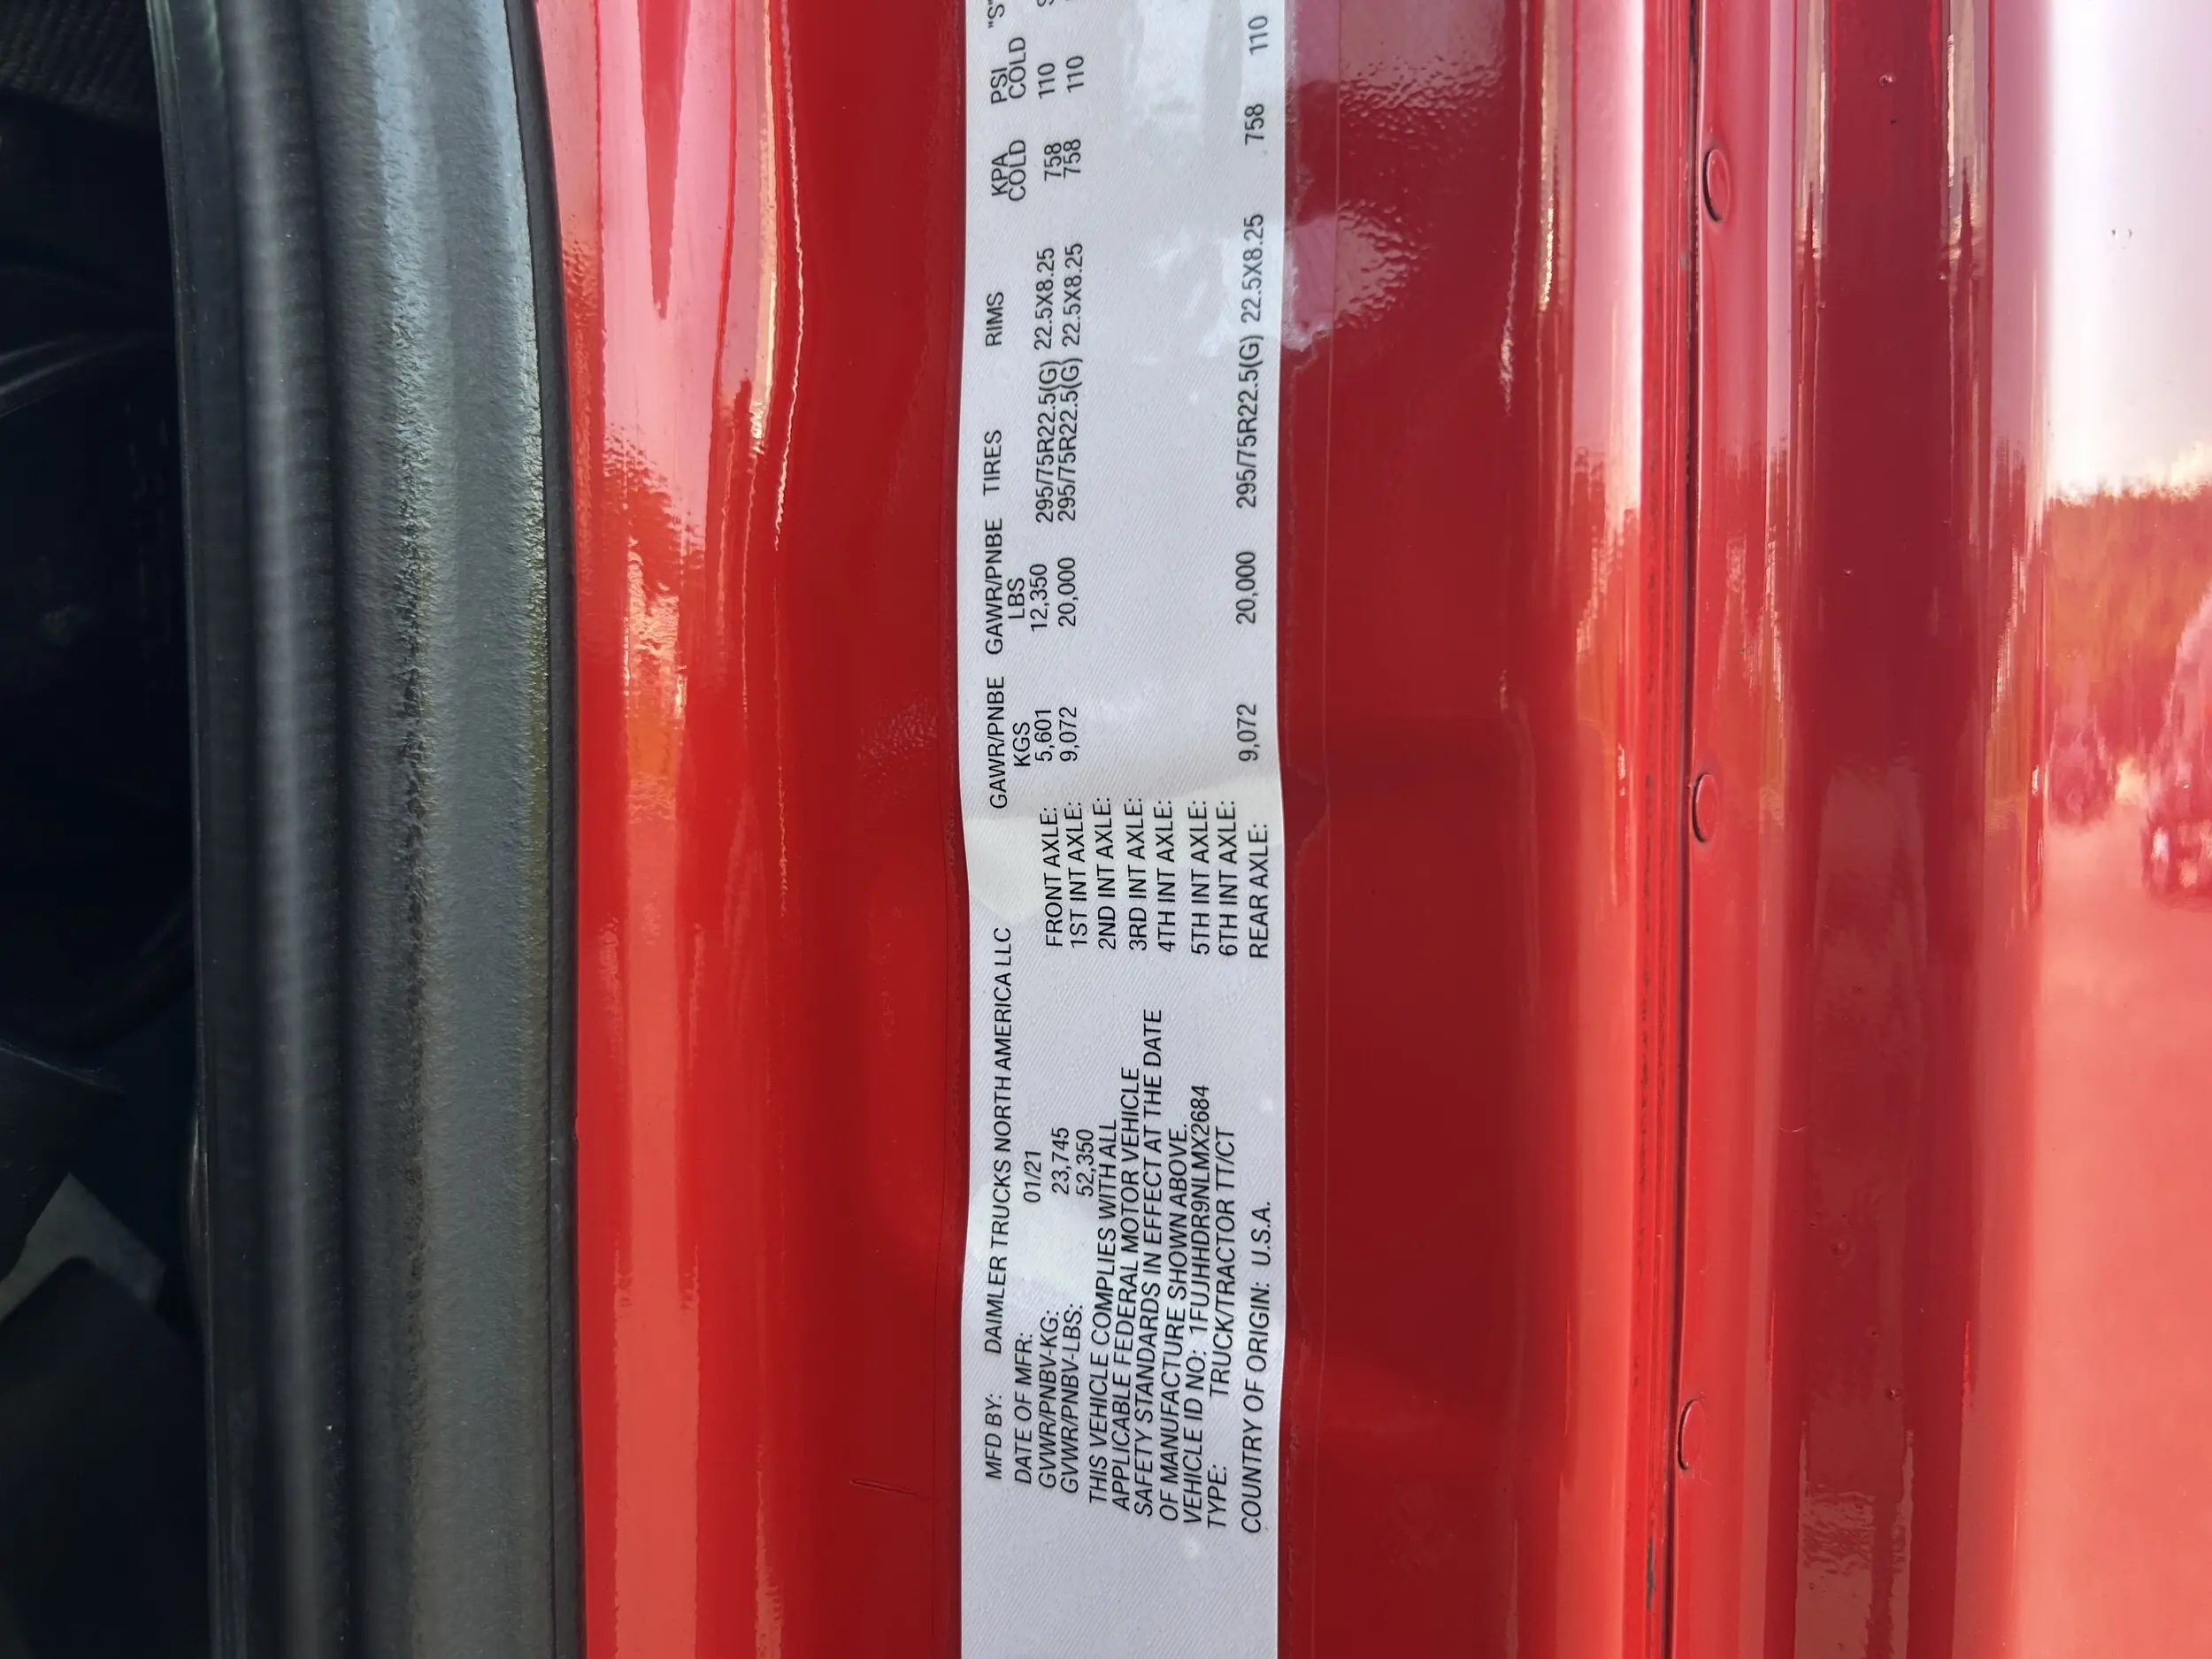 MFD BY: DAIMLER TRUCKS NORTH AMERICA LLC
DATE OF MFR: 01/21
GVWR/PNBV-KG: 23,745
GVWR/PNBV-LBS: 52,350
THIS VEHICLE COMPLIES WITH ALL
APPLICABLE FEDERAL MOTOR VEHICLE
SAFETY STANDARDS IN EFFECT AT THE DATE
OF MANUFACTURE SHOWN ABOVE.
VEHICLE ID NO: 1FUJHHDR9NLMX2684
TYPE: TRUCK/TRACTOR TT/CT
COUNTRY OF ORIGIN: U.S.A.
GAWR/PNBE GAWR/PNBE TIRES RIMS KPA PSI "S"
KGS LBS COLD COLD
FRONT AXLE: 5,601 12,350 295/75R22.5(G) 22.5X8.25 758 110
1ST INT AXLE: 9,072 20,000 295/75R22.5(G) 22.5X8.25 758 110
2ND INT AXLE:
3RD INT AXLE:
4TH INT AXLE:
5TH INT AXLE:
6TH INT AXLE:
REAR AXLE: 9,072 20,000 295/75R22.5(G) 22.5X8.25 758 110